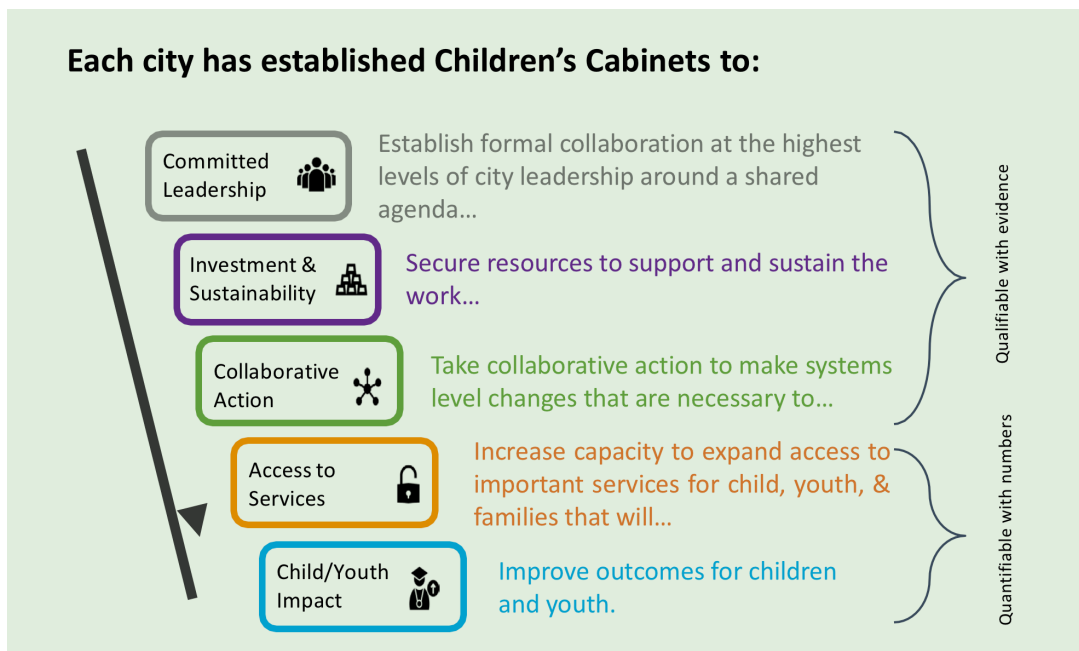 Each city has established Children’s Cabinets to:
Committed
Leadership
Establish formal collaboration at the highest
levels of city leadership around a shared
agenda…
Investment &
Sustainability
Secure resources to support and sustain the
work…
Collaborative
Action
Take collaborative action to make systems
level changes that are necessary to…
Access to
Services
Increase capacity to expand access to
important services for child, youth, &
families that will…
Child/Youth
Impact
Improve outcomes for children
and youth.
Qualifiable with evidence
Quantifiable with numbers